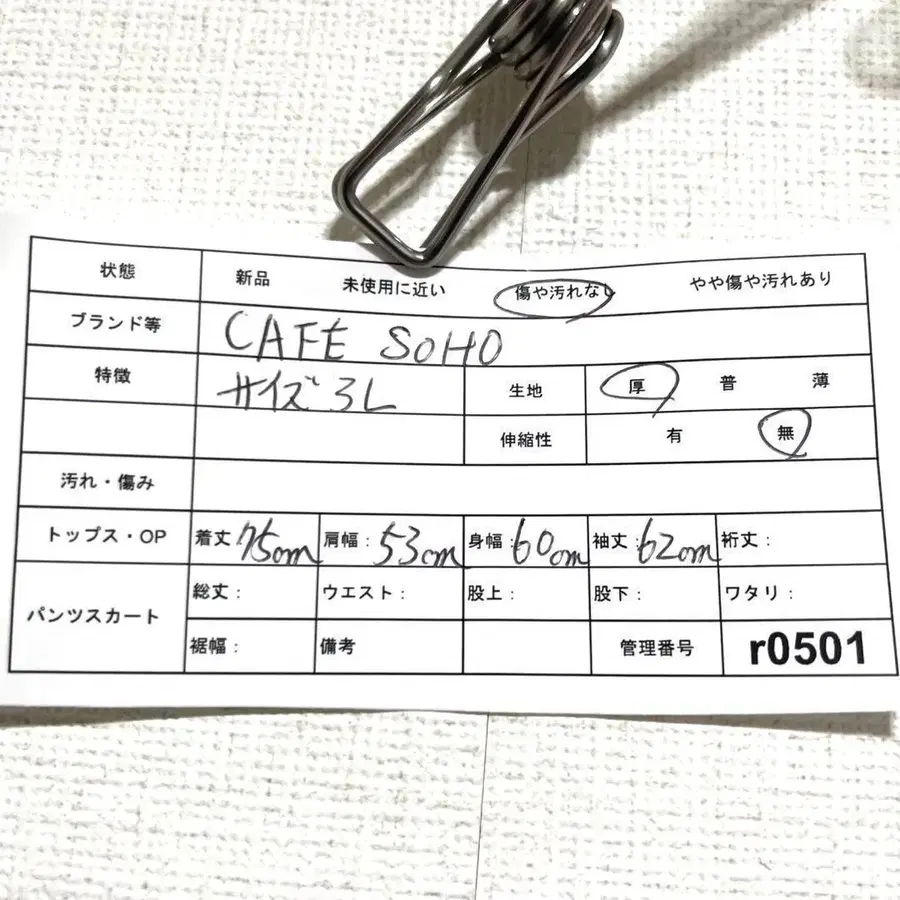 状態 新品 未使用に近い 傷や汚れなし やや傷や汚れあり
ブランド等 CAFE SOHO
特徴 サイズ 3L 生地 厚 普 薄
伸縮性 有 無
汚れ・傷み
トップス・OP 着丈 75cm 肩幅: 53cm 身幅: 60cm 袖丈: 62cm 裄丈:
パンツスカート 総丈: ウエスト: 股上: 股下: ワタリ:
裾幅: 備考 管理番号 r0501